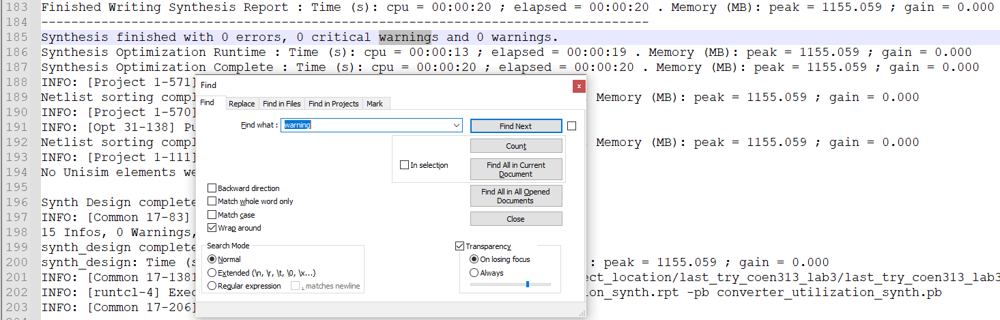 183 Finished Writing Synthesis Report : Time (s): cpu = 00:00:20 ; elapsed = 00:00:20 . Memory (MB): peak = 1155.059 ; gain = 0.000
184 ---------------------------------------------------------------------------------
185 Synthesis finished with 0 errors, 0 critical warnings and 0 warnings.
186 Synthesis Optimization Runtime : Time (s): cpu = 00:00:13 ; elapsed = 00:00:19 . Memory (MB): peak = 1155.059 ; gain = 0.000
187 Synthesis Optimization Complete : Time (s): cpu = 00:00:20 ; elapsed = 00:00:20 . Memory (MB): peak = 1155.059 ; gain = 0.000
188 INFO: [Project 1-571]
189 Netlist sorting compl . Memory (MB): peak = 1155.059 ; gain = 0.000
190 INFO: [Project 1-570]
191 INFO: [Opt 31-138] Pu
192 Netlist sorting compl . Memory (MB): peak = 1155.059 ; gain = 0.000
193 INFO: [Project 1-111]
194 No Unisim elements we
195
196 Synth Design complete
197 INFO: [Common 17-83]
198 15 Infos, 0 Warnings,
199 synth_design complete
200 synth_design: Time (s : peak = 1155.059 ; gain = 0.000
201 INFO: [Common 17-1381 ect_location/last_try_coen313_lab3/last_try_coen313_lab3
202 INFO: [runtcl-4] Exec on_synth.rpt -pb converter_utilization_synth.pb
203 INFO: [Common 17-206]
Find
x
Find Replace Find in Files Find in Projects Mark
Find what : warning Find Next
Count
In selection Find All in Current Document
Backward direction Find All in All Opened Documents
Match whole word only
Match case Close
Wrap around
Search Mode Transparency
Normal On losing focus
Extended (\n, \r, \t, \0, \x...) Always
Regular expression . matches newline